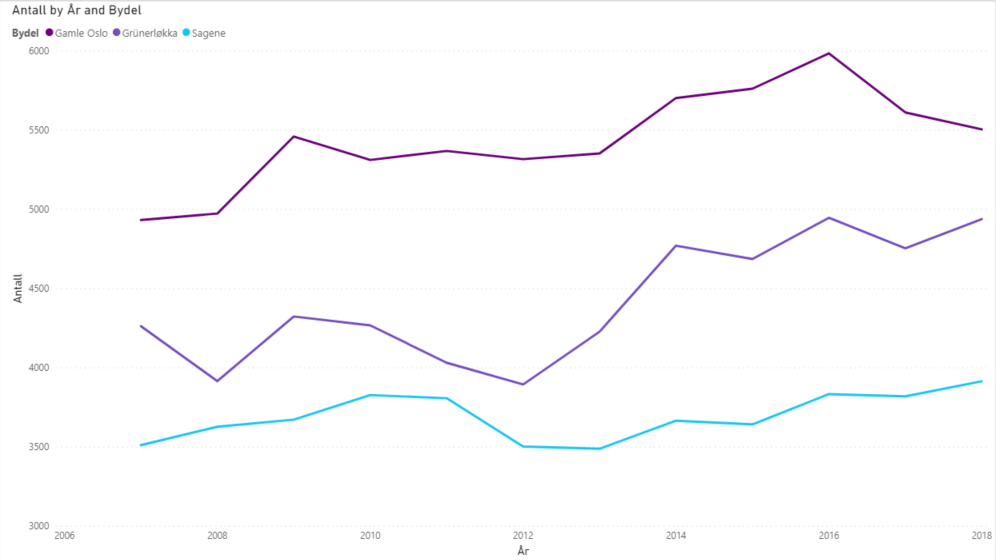 Antall by År and Bydel
Bydel Gamle Oslo Grünerløkka Sagene
6000
5500
5000
4500
4000
3500
3000
Antall
2006 2008 2010 2012 2014 2016 2018
År